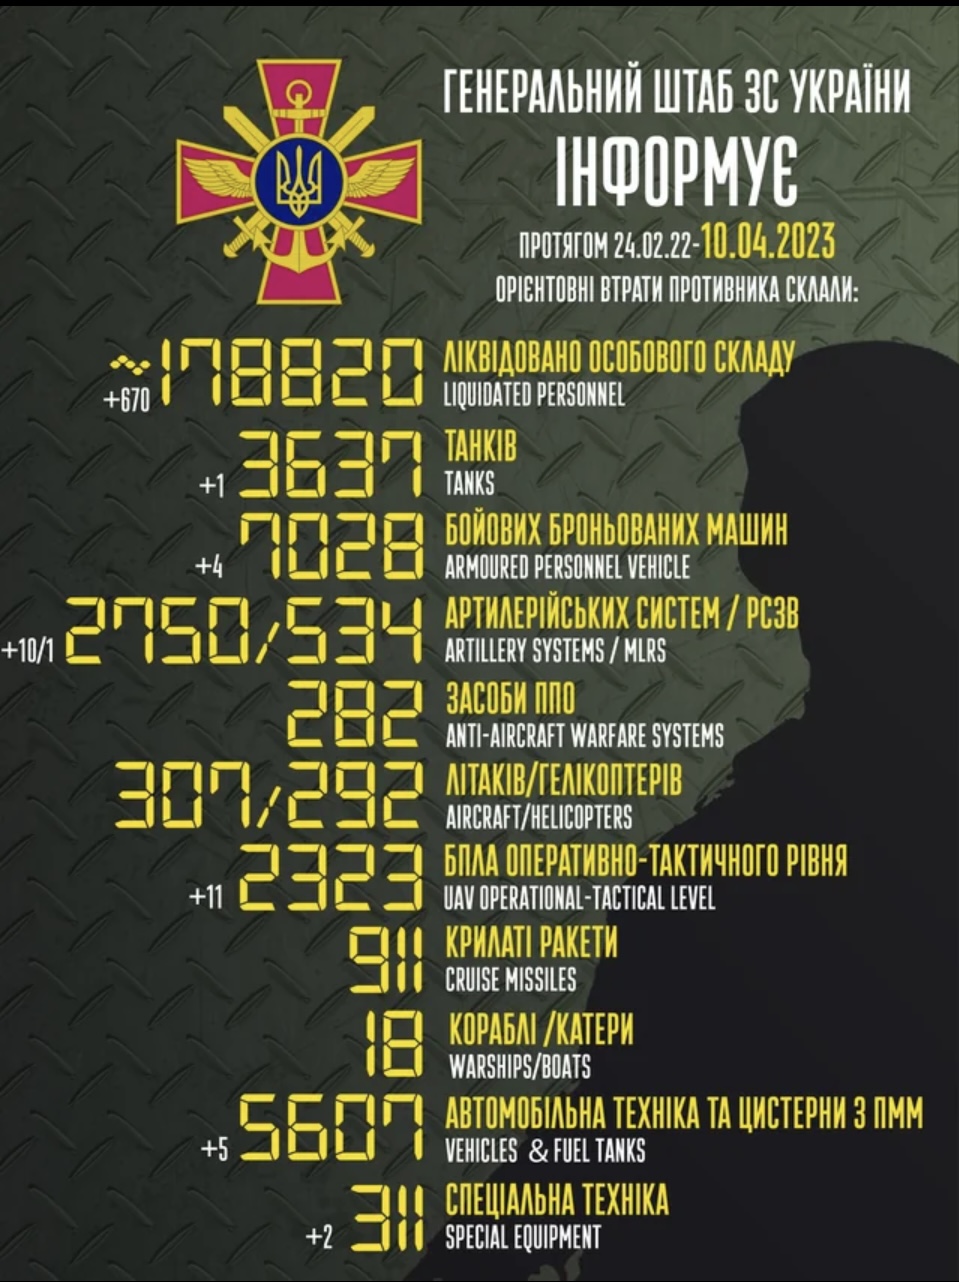 ГЕНЕРАЛЬНИЙ ШТАБ ЗС УКРАЇНИ
ІНФОРМУЄ
ПРОТЯГОМ 24.02.22-10.04.2023
ОРІЄНТОВНІ ВТРАТИ ПРОТИВНИКА СКЛАЛИ:
~178820 ЛІКВІДОВАНО ОСОБОВОГО СКЛАДУ
+670 LIQUIDATED PERSONNEL
3637 ТАНКІВ
+1 TANKS
7028 БОЙОВИХ БРОНЬОВАНИХ МАШИН
+4 ARMOURED PERSONNEL VEHICLE
2750/534 АРТИЛЕРІЙСЬКИХ СИСТЕМ / РСЗВ
+10/1 ARTILLERY SYSTEMS / MLRS
282 ЗАСОБИ ППО
ANTI-AIRCRAFT WARFARE SYSTEMS
307/292 ЛІТАКІВ/ГЕЛІКОПТЕРІВ
AIRCRAFT/HELICOPTERS
2323 БПЛА ОПЕРАТИВНО-ТАКТИЧНОГО РІВНЯ
+11 UAV OPERATIONAL-TACTICAL LEVEL
911 КРИЛАТІ РАКЕТИ
CRUISE MISSILES
18 КОРАБЛІ /КАТЕРИ
WARSHIPS/BOATS
5607 АВТОМОБІЛЬНА ТЕХНІКА ТА ЦИСТЕРНИ З ПММ
+5 VEHICLES & FUEL TANKS
311 СПЕЦІАЛЬНА ТЕХНІКА
+2 SPECIAL EQUIPMENT